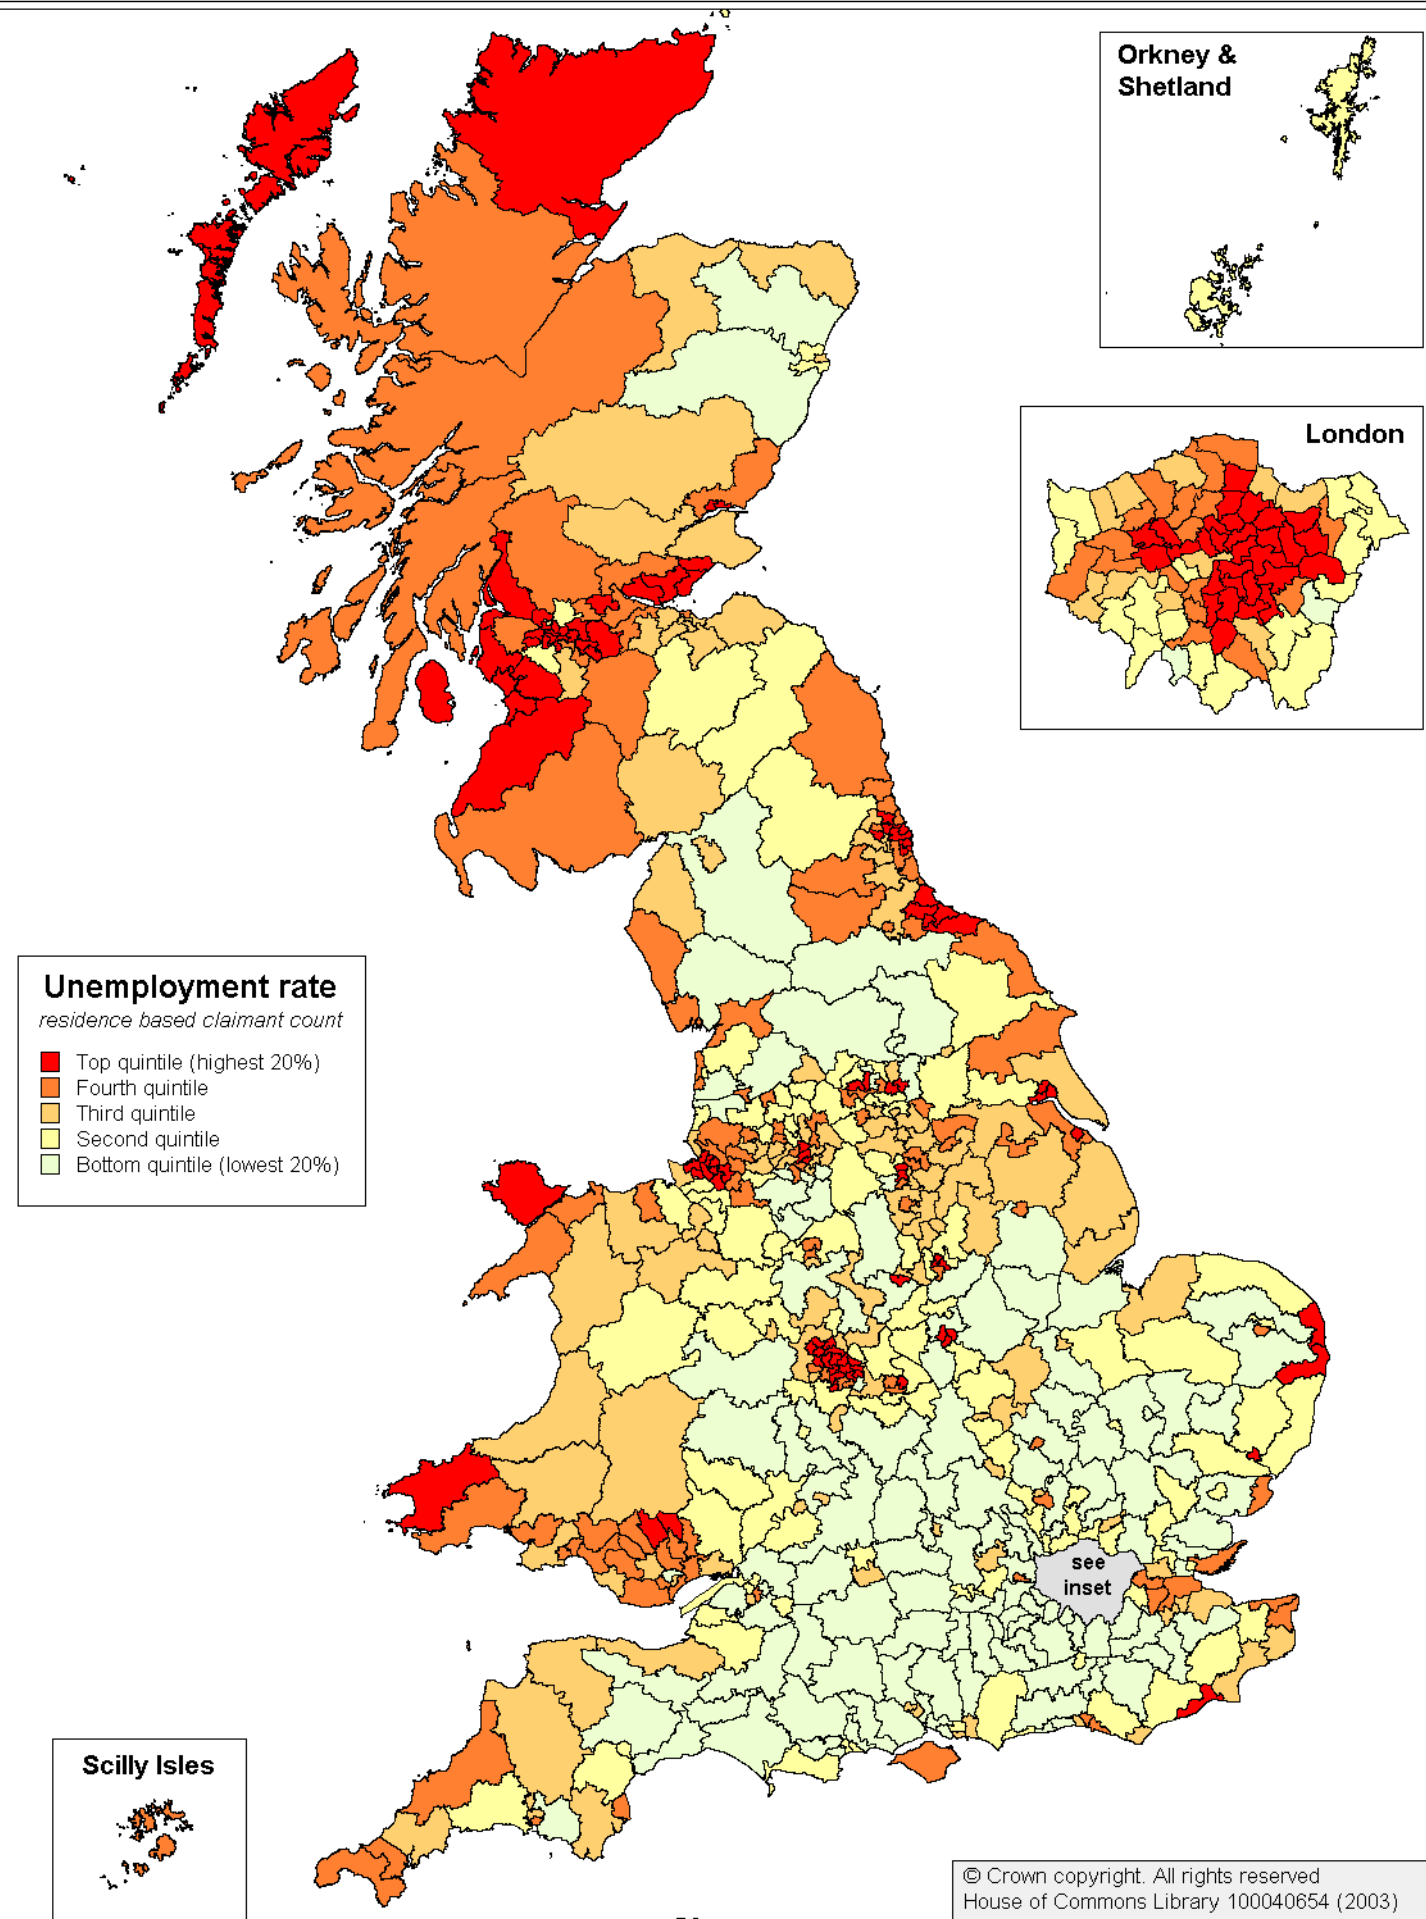 Orkney &
Shetland
London
Unemployment rate
residence based claimant count
Top quintile (highest 20%)
Fourth quintile
Third quintile
Second quintile
Bottom quintile (lowest 20%)
see
inset
Scilly Isles
© Crown copyright. All rights reserved
House of Commons Library 100040654 (2003)